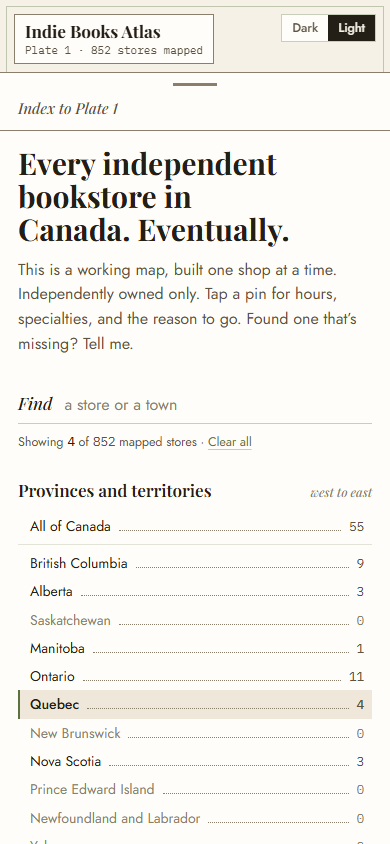 Indie Books Atlas
Plate 1 · 852 stores mapped
Dark Light
Index to Plate 1
Every independent
bookstore in
Canada. Eventually.
This is a working map, built one shop at a time.
Independently owned only. Tap a pin for hours,
specialties, and the reason to go. Found one that's
missing? Tell me.
Find a store or a town
Showing 4 of 852 mapped stores · Clear all
Provinces and territories west to east
All of Canada 55
British Columbia 9
Alberta 3
Saskatchewan 0
Manitoba 1
Ontario 11
Quebec 4
New Brunswick 0
Nova Scotia 3
Prince Edward Island 0
Newfoundland and Labrador 0